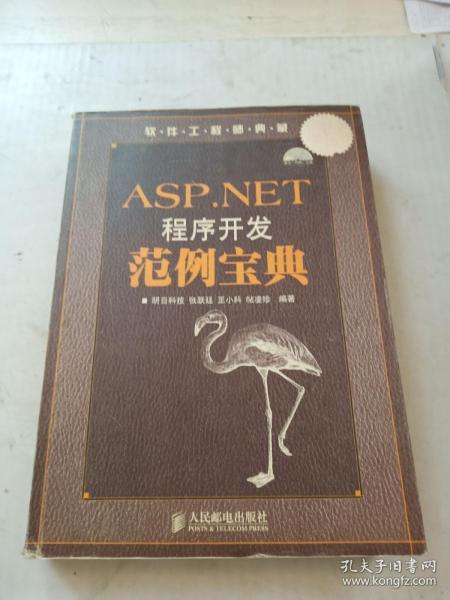 软·件·工·程·师·典·藏
ASP.NET
程序开发
范例宝典
■ 明日科技 张跃廷 王小科 帖凌珍 编著
人民邮电出版社
POSTS & TELECOM PRESS
孔夫子旧书网
www.kongfz.com